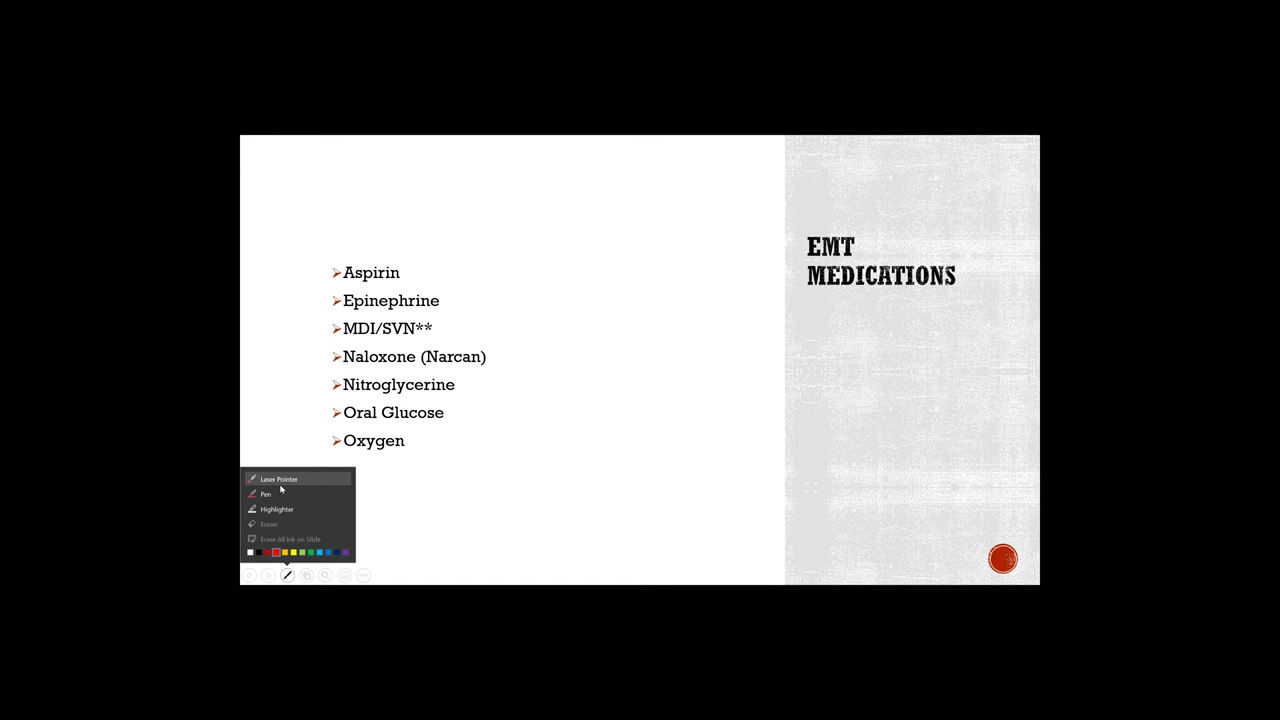 EMT
MEDICATIONS
Aspirin
Epinephrine
MDI/SVN**
Naloxone (Narcan)
Nitroglycerine
Oral Glucose
Oxygen
Laser Pointer
Pen
Highlighter
Eraser
Erase All Ink on Slide